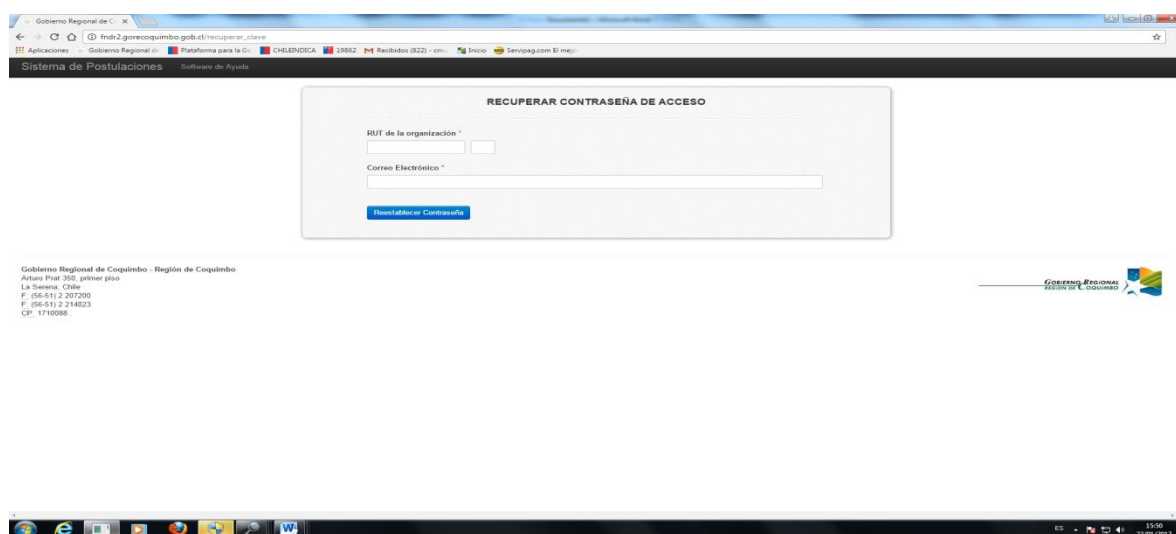 Gobierno Regional de C
fndr2.gorecoquimbo.gob.cl/recuperar_clave
Aplicaciones Gobierno Regional de Plataforma para la Ge CHILEINDICA 19862 Recibidos (822) - cmu Inicio Servipag.com El mejo
Sistema de Postulaciones Software de Ayuda
RECUPERAR CONTRASEÑA DE ACCESO
RUT de la organización *
Correo Electrónico *
Reestablecer Contraseña
Gobierno Regional de Coquimbo - Región de Coquimbo
Arturo Prat 350, primer piso
La Serena, Chile
F: (56-51) 2 207200
F: (56-51) 2 214023
CP: 1710088 .
GOBIERNO REGIONAL
REGION DE COQUIMBO
ES 15:50